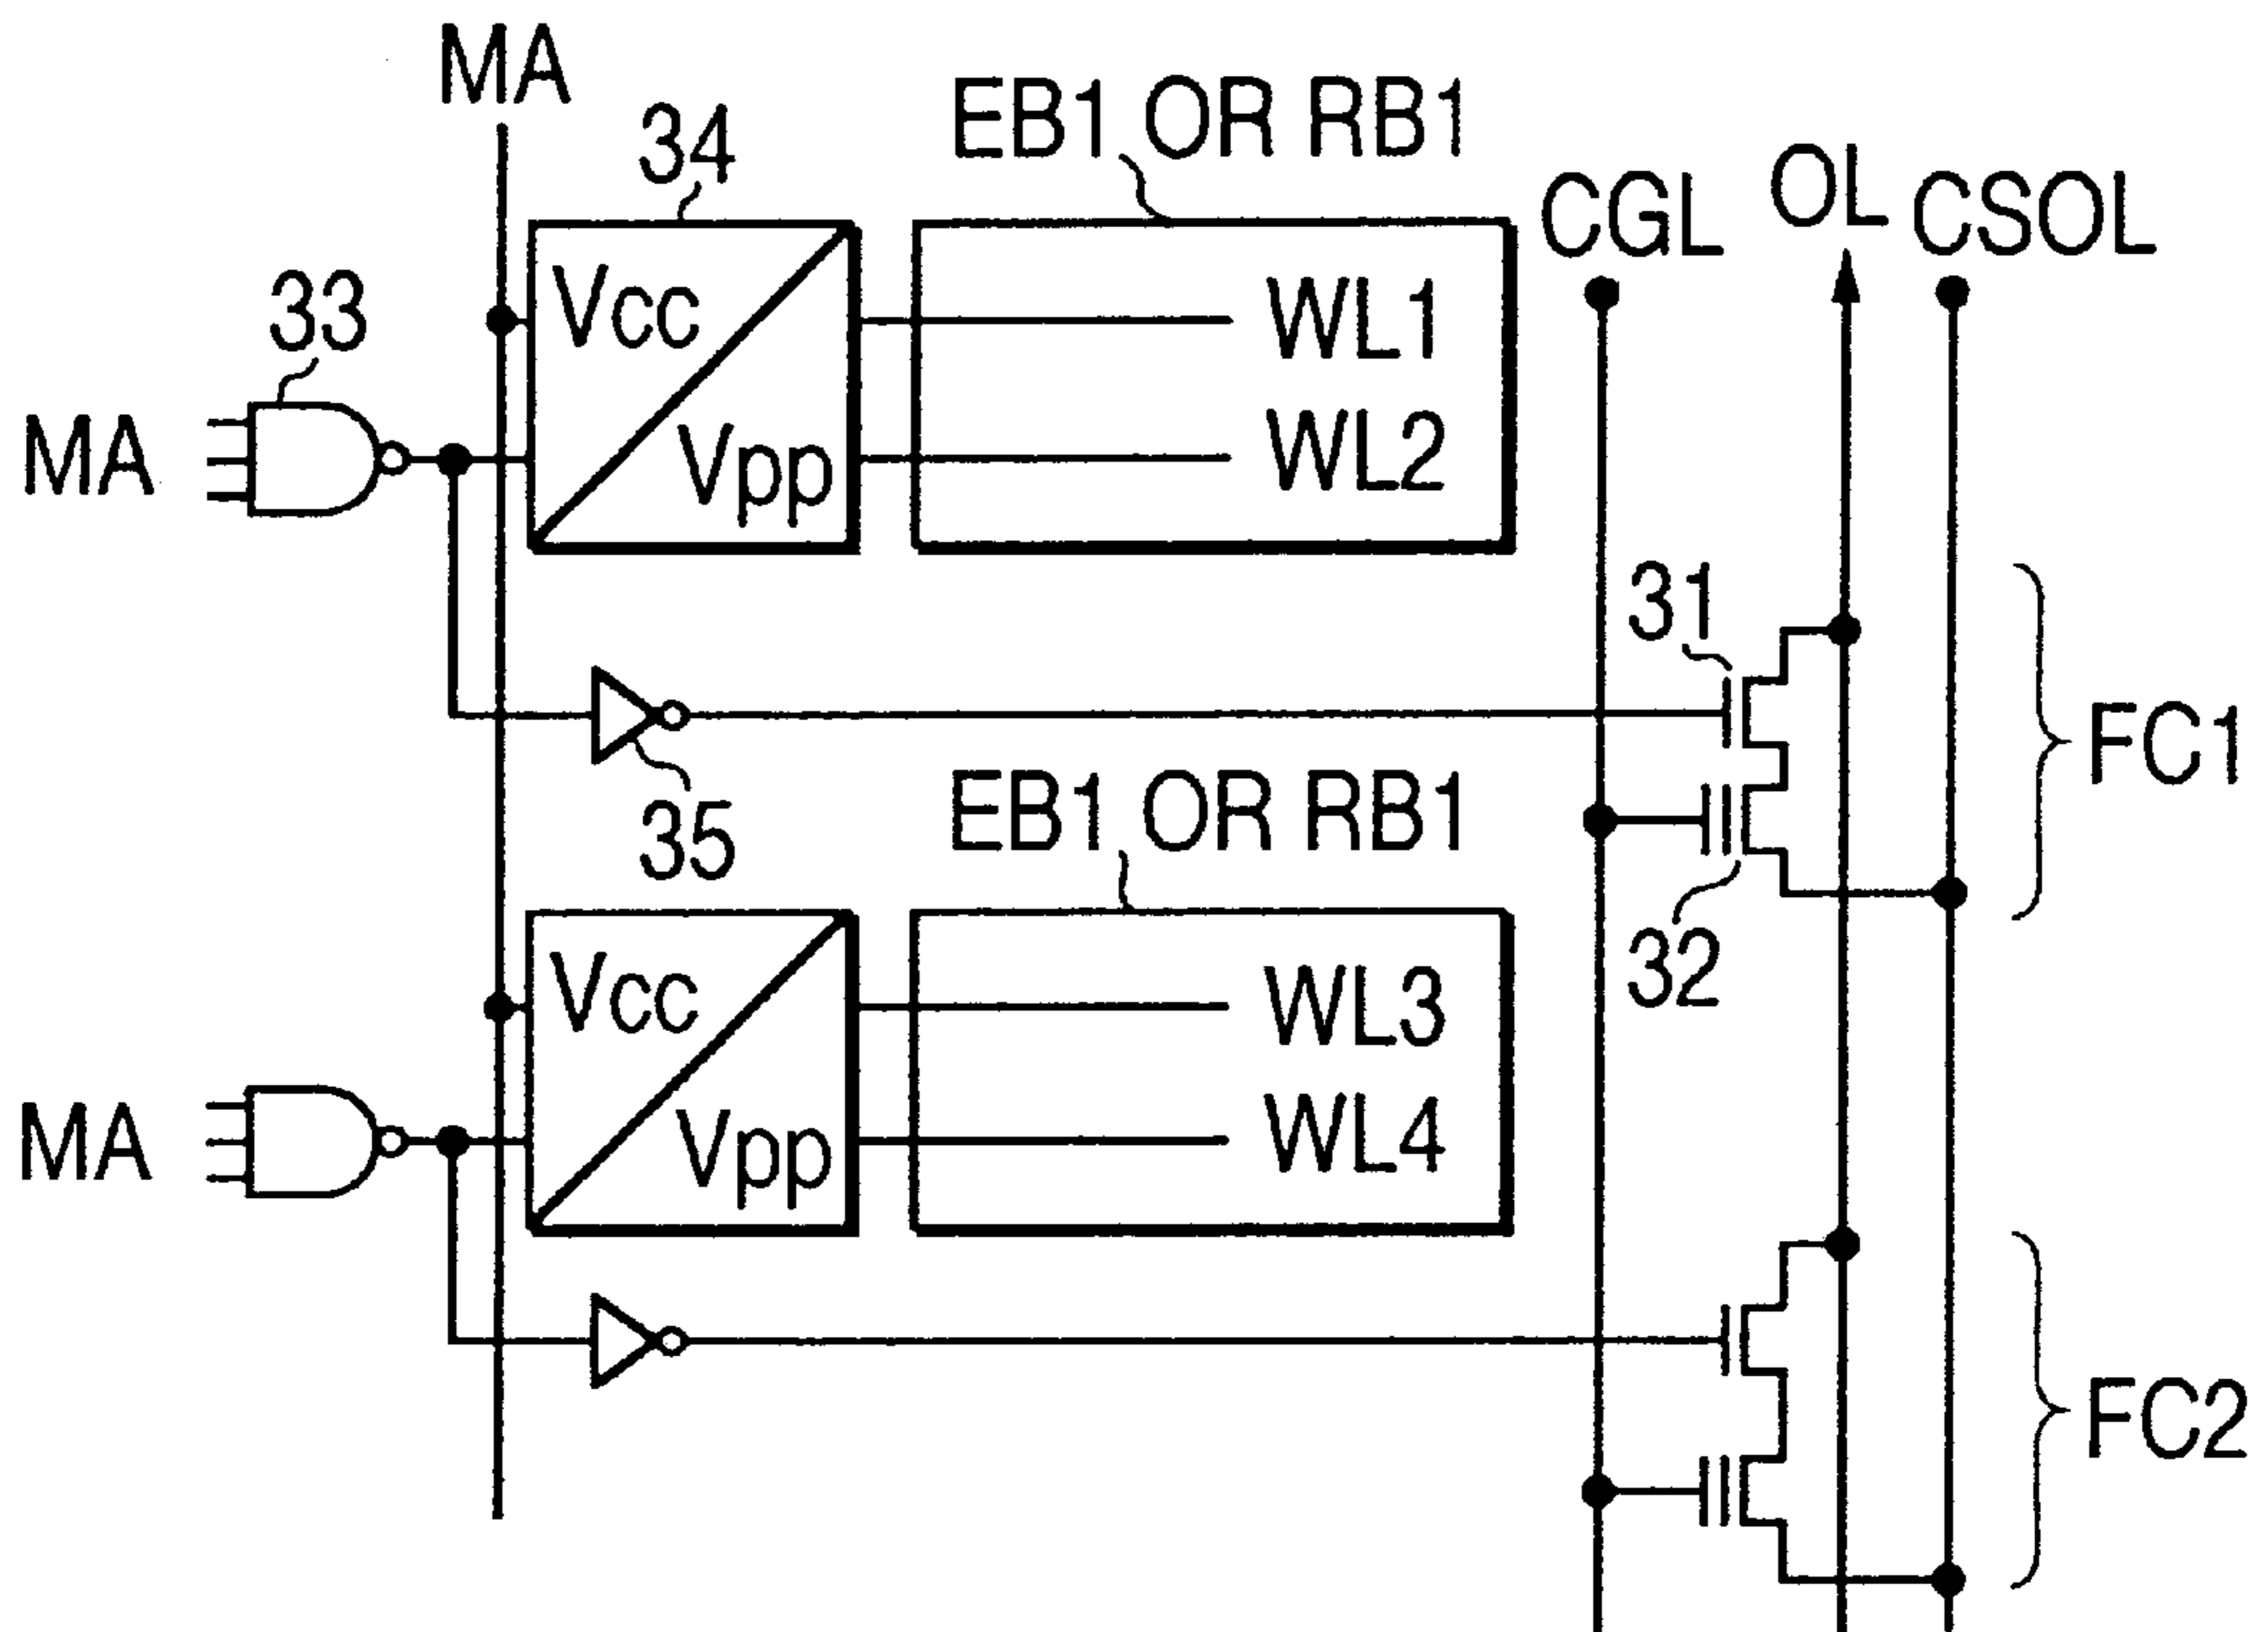 MA
34
EB1 OR RB1
CGL
OL
CSOL
33
Vcc
WL1
MA
Vpp
WL2
31
FC1
35
EB1 OR RB1
32
Vcc
WL3
MA
Vpp
WL4
FC2